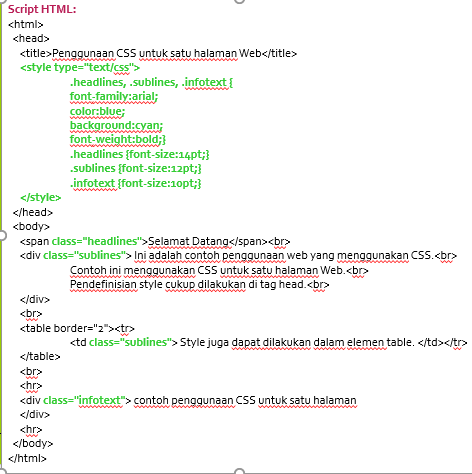 Script HTML:
<html>
<head>
<title>Penggunaan CSS untuk satu halaman Web</title>
<style type="text/css">
.headlines, .sublines, .infotext {
font-family:arial;
color:blue;
background:cyan;
font-weight:bold;}
.headlines {font-size:14pt;}
.sublines {font-size:12pt;}
.infotext {font-size:10pt;}
</style>
</head>
<body>
<span class="headlines">Selamat Datang</span><br>
<div class="sublines"> Ini adalah contoh penggunaan web yang menggunakan CSS.<br>
Contoh ini menggunakan CSS untuk satu halaman Web.<br>
Pendefinisian style cukup dilakukan di tag head.<br>
</div>
<br>
<table border="2"><tr>
<td class="sublines"> Style juga dapat dilakukan dalam elemen table. </td></tr>
</table>
<br>
<hr>
<div class="infotext"> contoh penggunaan CSS untuk satu halaman
</div>
<hr>
</body>
</html>